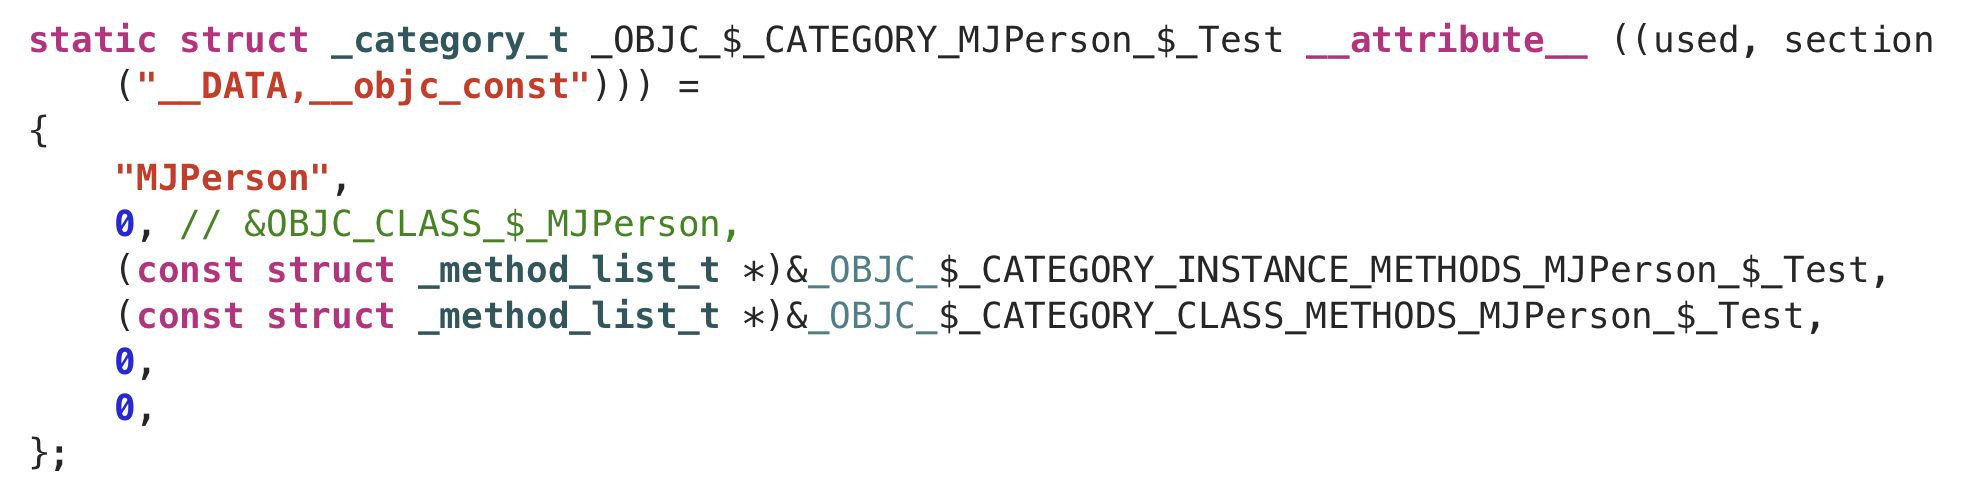 static struct _category_t _OBJC_$_CATEGORY_MJPerson_$_Test __attribute__ ((used, section
("__DATA,__objc_const"))) =
{
"MJPerson",
0, // &OBJC_CLASS_$_MJPerson,
(const struct _method_list_t *)&_OBJC_$_CATEGORY_INSTANCE_METHODS_MJPerson_$_Test,
(const struct _method_list_t *)&_OBJC_$_CATEGORY_CLASS_METHODS_MJPerson_$_Test,
0,
0,
};